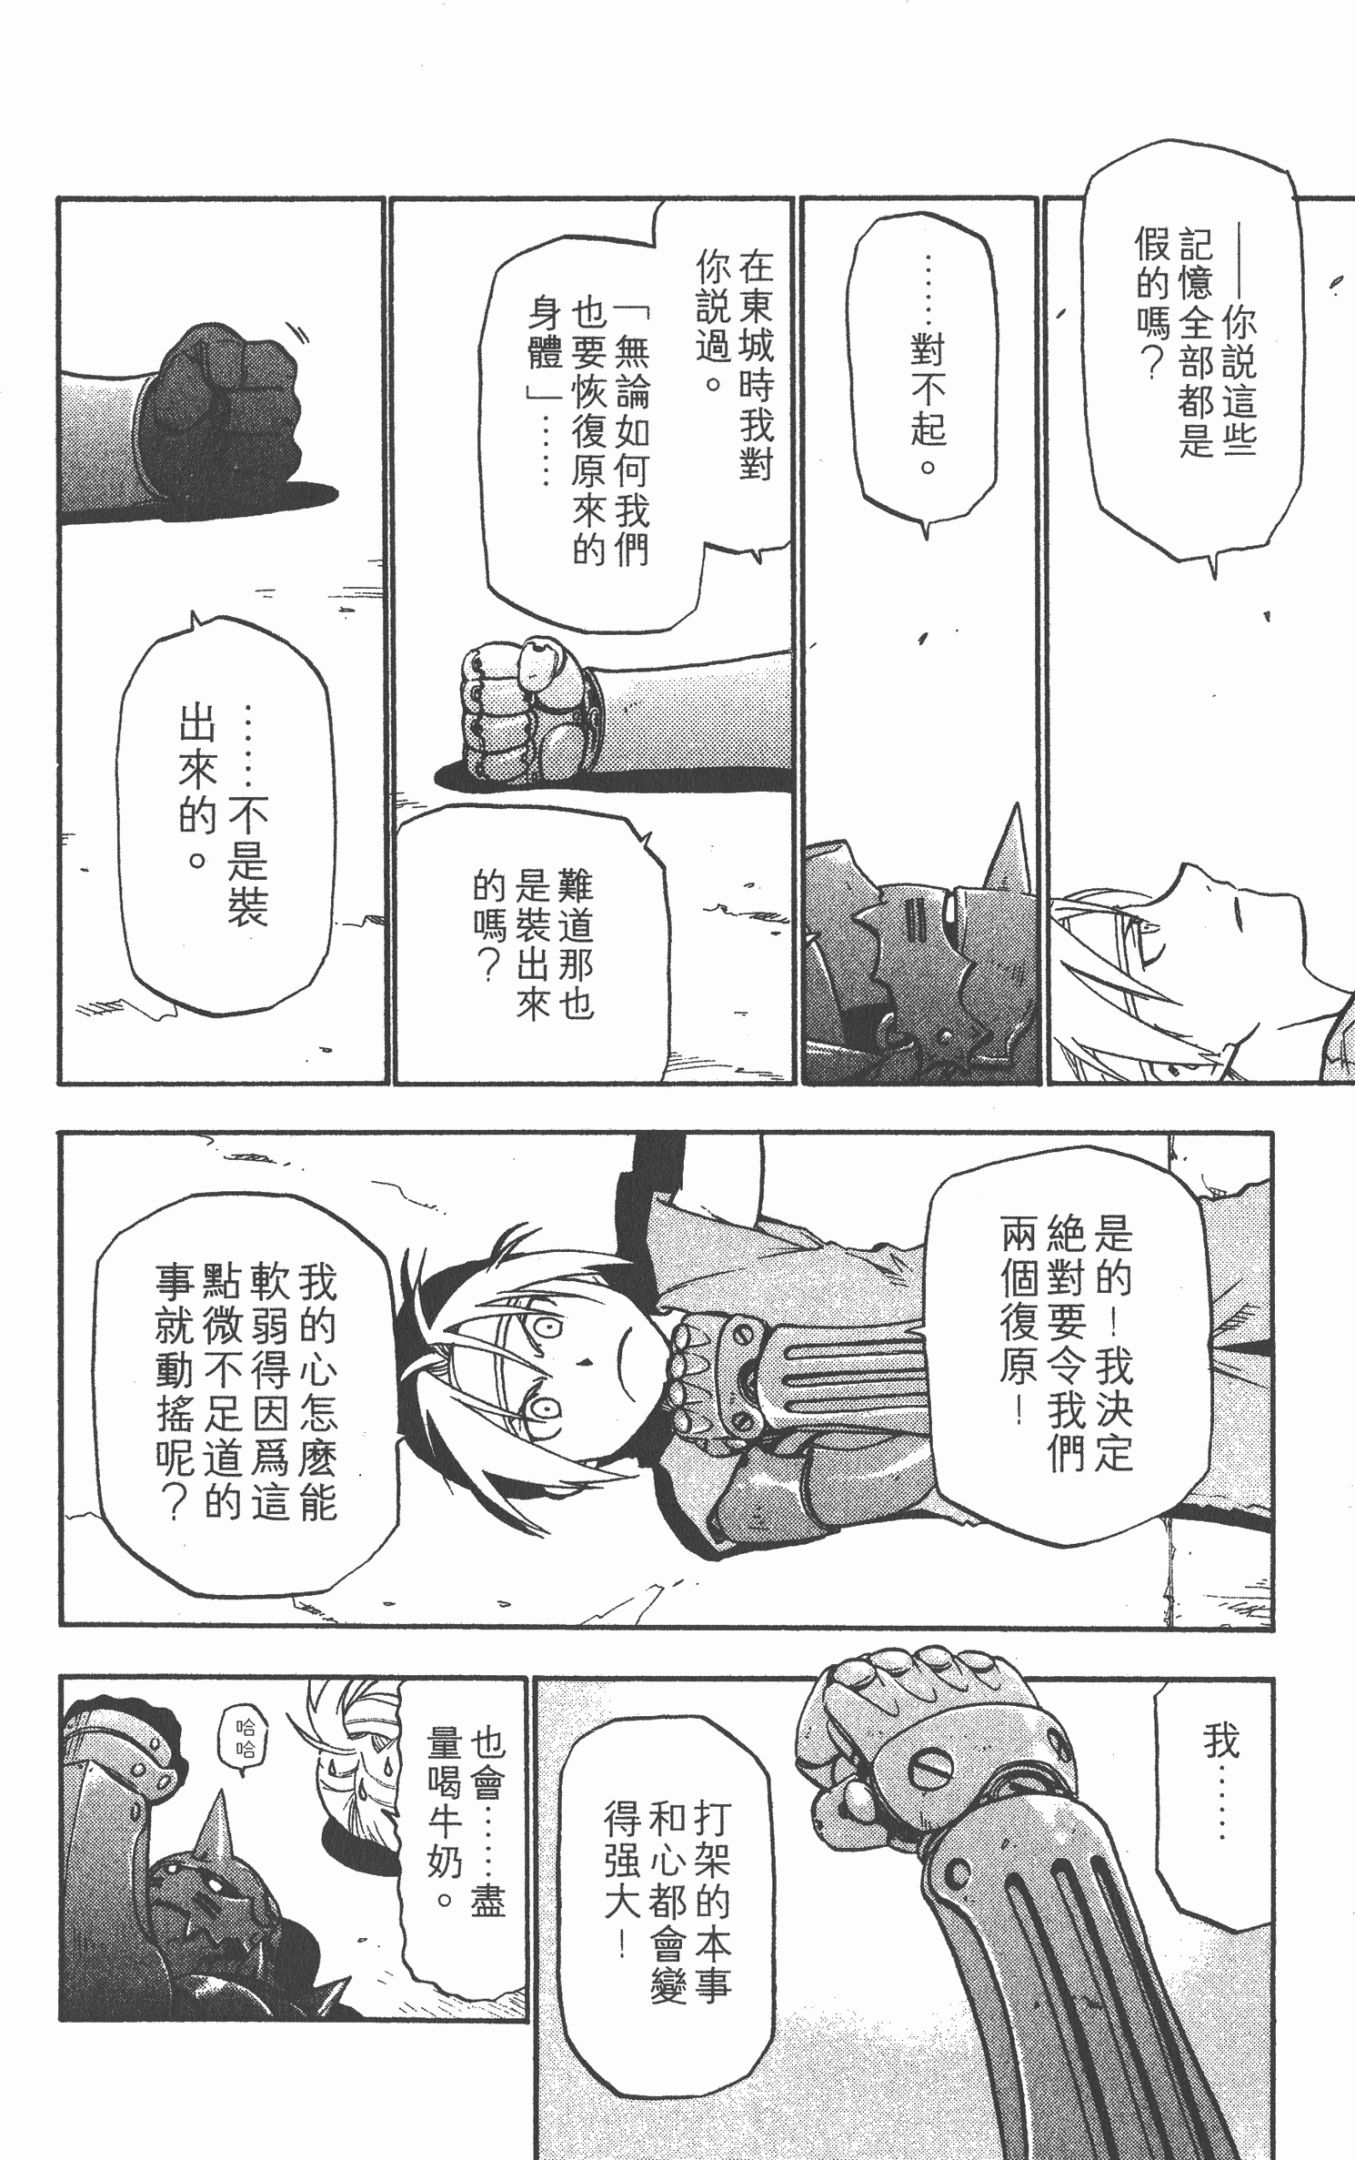 ——你説這些
記憶全部都是
假的嗎？
……對不起。
在東城時我對
你説過。
「無論如何我們
也要恢復原來的
身體」……
難道那也
是裝出來
的嗎？
……不是裝
出來的。
是的！我決定
絕對要令我們
兩個復原！
我的心怎麽能
軟弱得因爲這
點微不足道的
事就動搖呢？
我……
打架的本事
和心都會變
得强大！
也會……盡
量喝牛奶。
哈
哈